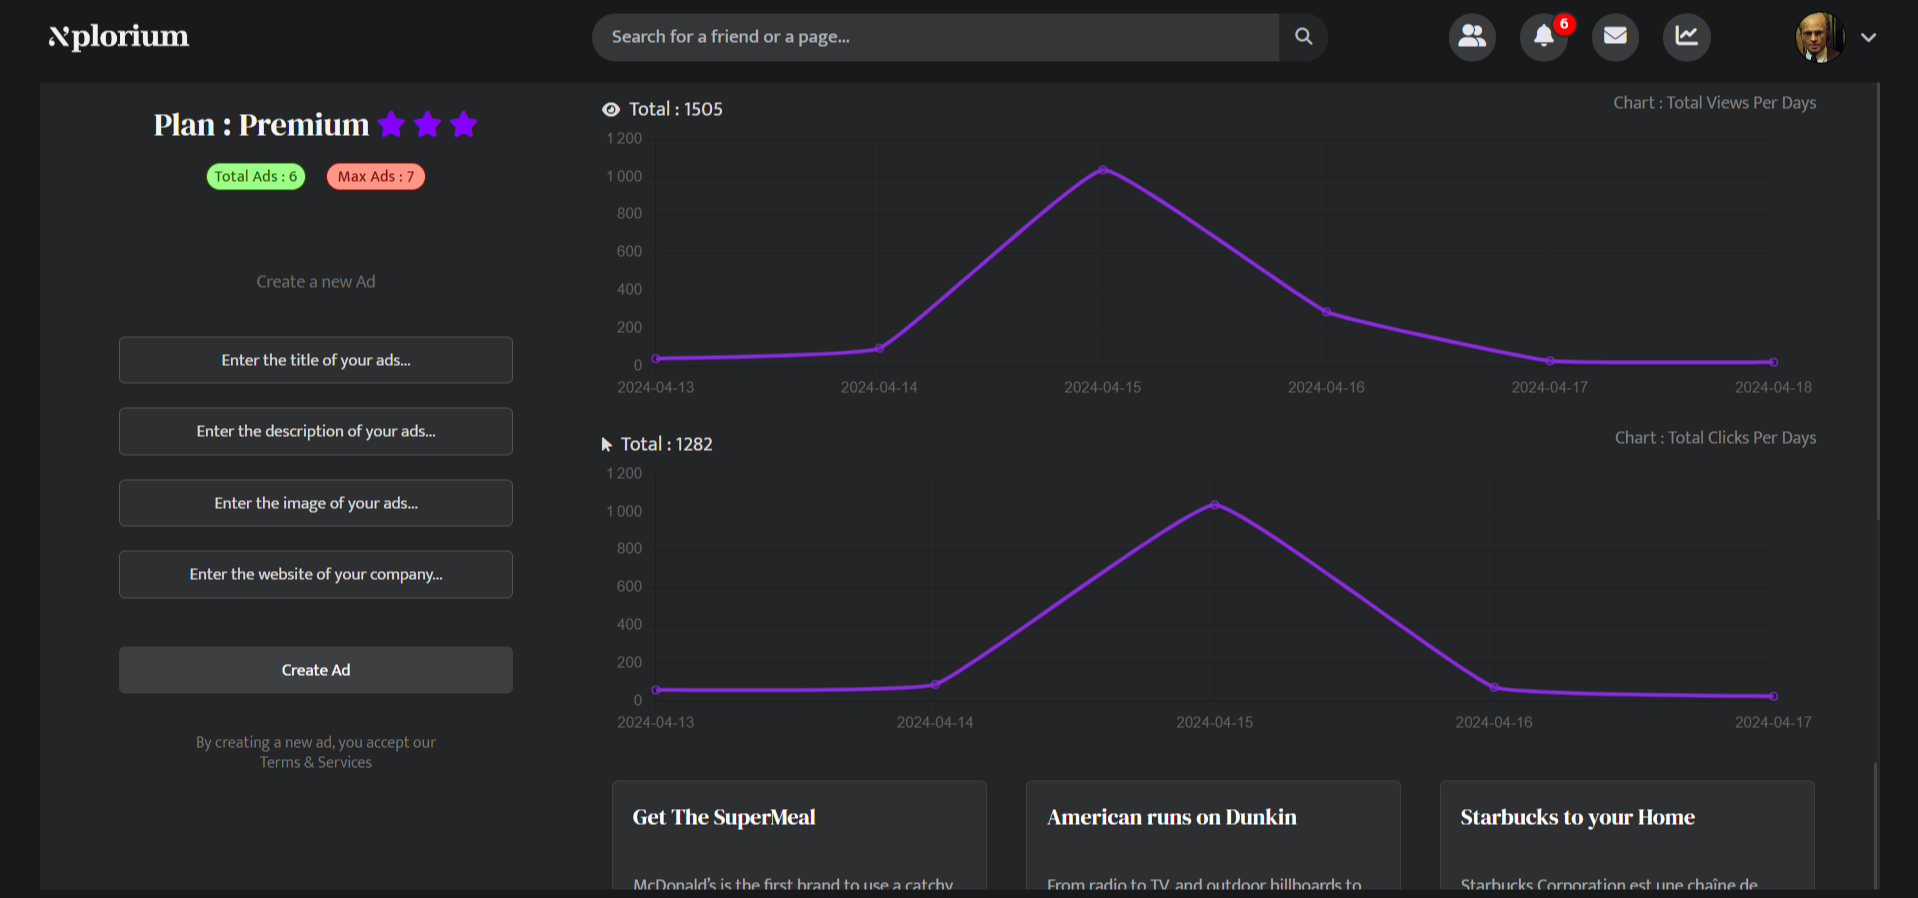 Xplorium
Search for a friend or a page...
6
Plan : Premium
Total Ads : 6
Max Ads : 7
Create a new Ad
Enter the title of your ads...
Enter the description of your ads...
Enter the image of your ads...
Enter the website of your company...
Create Ad
By creating a new ad, you accept our
Terms & Services
Total : 1505
Chart : Total Views Per Days
1 200
1 000
800
600
400
200
0
2024-04-13 2024-04-14 2024-04-15 2024-04-16 2024-04-17 2024-04-18
Total : 1282
Chart : Total Clicks Per Days
1 200
1 000
800
600
400
200
0
2024-04-13 2024-04-14 2024-04-15 2024-04-16 2024-04-17
Get The SuperMeal
McDonald's is the first brand to use a catchy
American runs on Dunkin
From radio to TV, and outdoor billboards to
Starbucks to your Home
Starbucks Corporation est une chaîne de